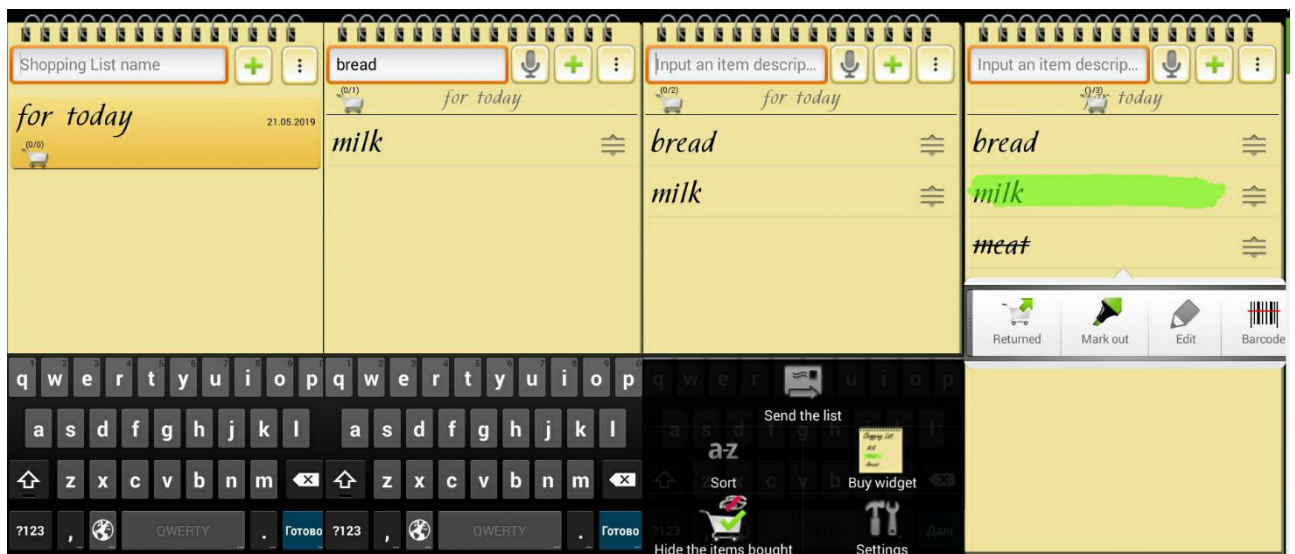 Shopping List name
for today
21.05.2019
(0/0)
q w e r t y u i o p
a s d f g h j k l
z x c v b n m
?123 , QWERTY . Готово
bread
(0/1)
for today
milk
q w e r t y u i o p
a s d f g h j k l
z x c v b n m
?123 , QWERTY . Готово
Input an item descrip...
(0/2)
for today
bread
milk
Send the list
a-z
Sort
Buy widget
Hide the items bought
Settings
?123
Далі
Input an item descrip...
(1/3)
today
bread
milk
meat
Returned
Mark out
Edit
Barcode